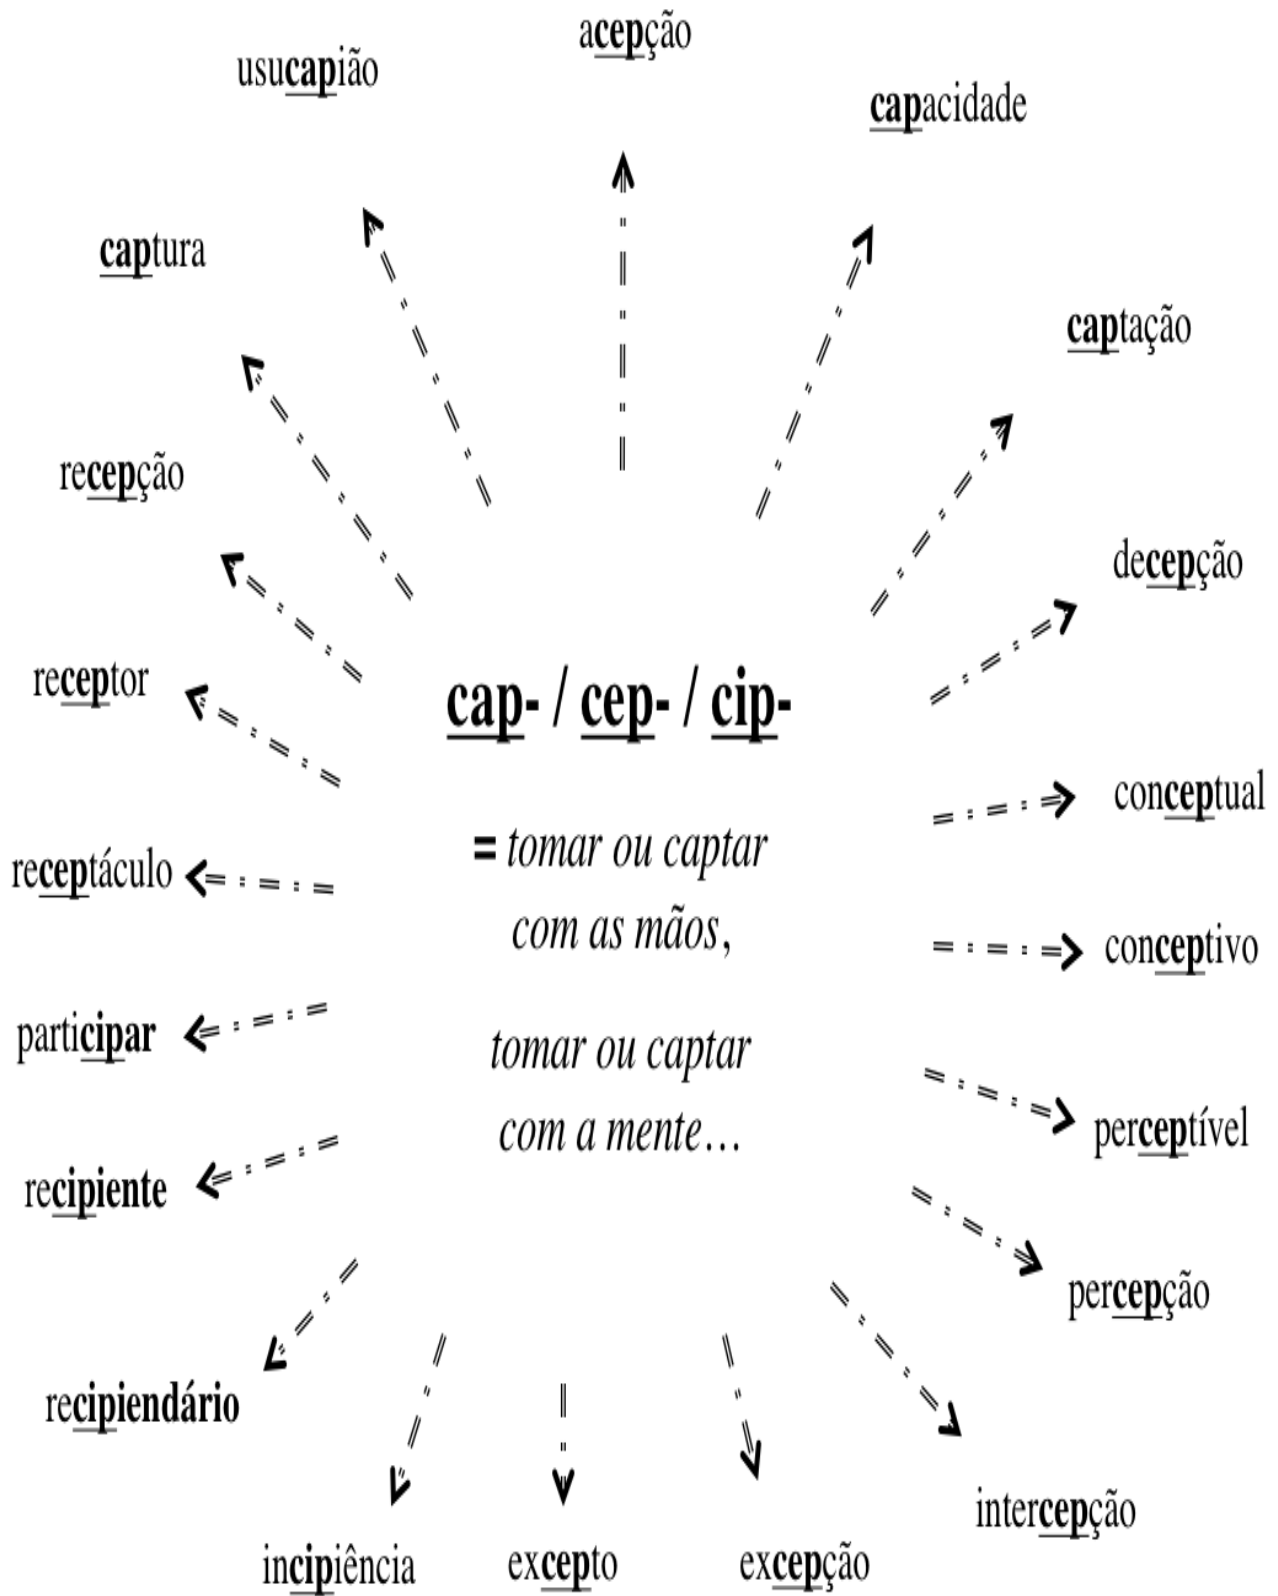 acepção
usucapião
capacidade
captura
captação
recepção
decepção
receptor
cap- / cep- / cip-
conceptual
= tomar ou captar
receptáculo
com as mãos,
conceptivo
participar
tomar ou captar
com a mente…
perceptível
recipiente
percepção
recipiendário
intercepção
incipiência
excepto
excepção